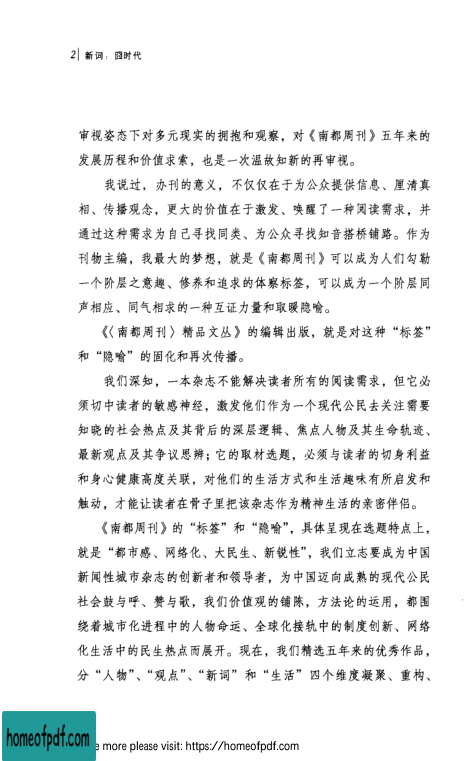 2 | 新词：囧时代
审视姿态下对多元现实的拥抱和观察，对《南都周刊》五年来的
发展历程和价值求索，也是一次温故知新的再审视。
我说过，办刊的意义，不仅仅在于为公众提供信息、厘清真
相、传播观念，更大的价值在于激发、唤醒了一种阅读需求，并
通过这种需求为自己寻找同类、为公众寻找知音搭桥铺路。作为
刊物主编，我最大的梦想，就是《南都周刊》可以成为人们勾勒
一个阶层之意趣、修养和追求的体察标签，可以成为一个阶层同
声相应、同气相求的一种互证力量和取暖隐喻。
《〈南都周刊〉精品文丛》的编辑出版，就是对这种“标签”
和“隐喻”的固化和再次传播。
我们深知，一本杂志不能解决读者所有的阅读需求，但它必
须切中读者的敏感神经，激发他们作为一个现代公民去关注需要
知晓的社会热点及其背后的深层逻辑、焦点人物及其生命轨迹、
最新观点及其争议思辨；它的取材选题，必须与读者的切身利益
和身心健康高度关联，对他们的生活方式和生活趣味有所启发和
触动，才能让读者在骨子里把该杂志作为精神生活的亲密伴侣。
《南都周刊》的“标签”和“隐喻”，具体呈现在选题特点上，
就是“都市感、网络化、大民生、新锐性”，我们立志要成为中国
新闻性城市杂志的创新者和领导者，为中国迈向成熟的现代公民
社会鼓与呼、赞与歌，我们价值观的铺陈，方法论的运用，都围
绕着城市化进程中的人物命运、全球化接轨中的制度创新、网络
化生活中的民生热点而展开。现在，我们精选五年来的优秀作品，
分“人物”、“观点”、“新词”和“生活”四个维度凝聚、重构、
homeofpdf.com
e more please visit: https://homeofpdf.com